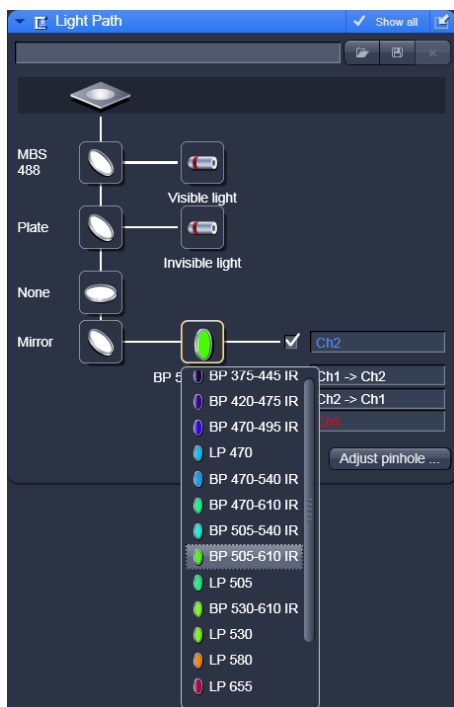 Light Path
Show all
MBS
488
Visible light
Plate
Invisible light
None
Mirror
Ch2
BP 5
Ch1 -> Ch2
Ch2 -> Ch1
Ch1
Adjust pinhole ...
BP 375-445 IR
BP 420-475 IR
BP 470-495 IR
LP 470
BP 470-540 IR
BP 470-610 IR
BP 505-540 IR
BP 505-610 IR
LP 505
BP 530-610 IR
LP 530
LP 580
LP 655